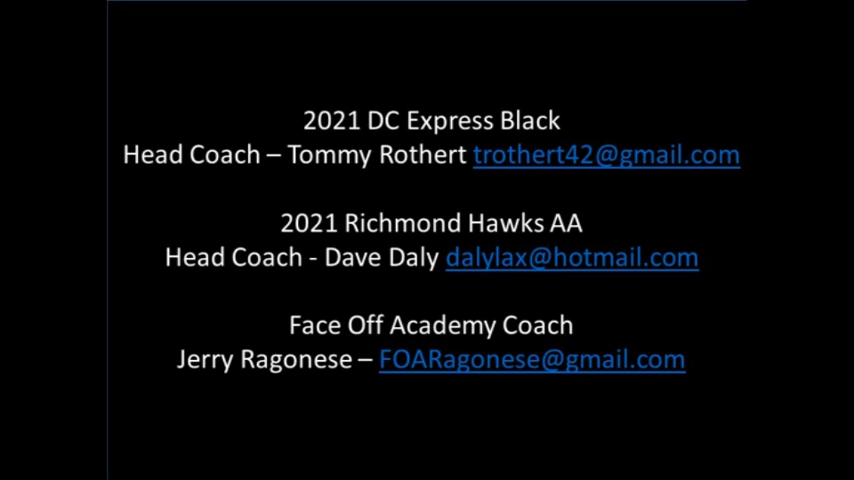 2021 DC Express Black
Head Coach – Tommy Rothert trothert42@gmail.com
2021 Richmond Hawks AA
Head Coach - Dave Daly dalylax@hotmail.com
Face Off Academy Coach
Jerry Ragonese – FOARagonese@gmail.com